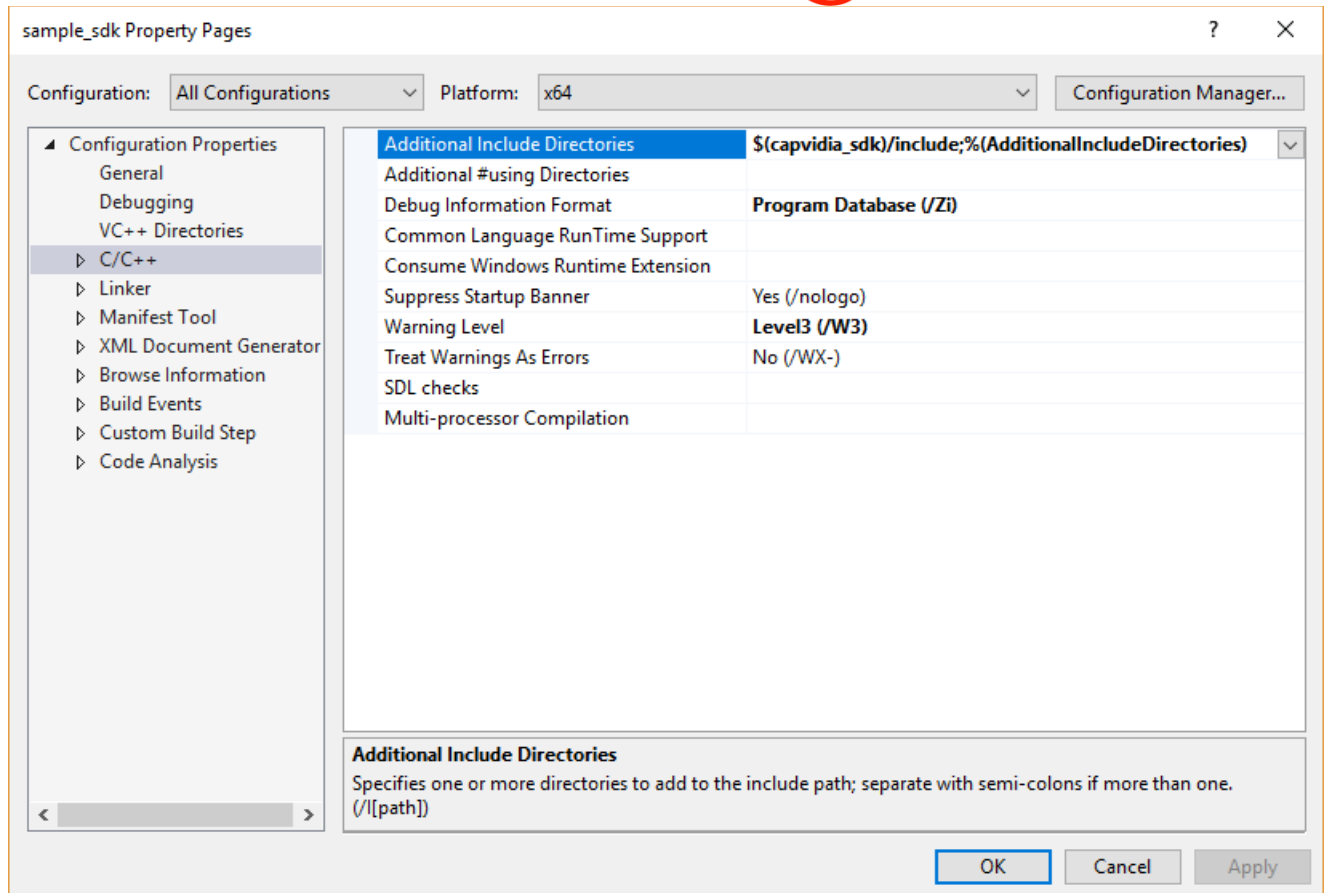 sample_sdk Property Pages ? ×
Configuration: All Configurations Platform: x64 Configuration Manager...
Configuration Properties
General
Debugging
VC++ Directories
C/C++
Linker
Manifest Tool
XML Document Generator
Browse Information
Build Events
Custom Build Step
Code Analysis
Additional Include Directories $(capvidia_sdk)/include;%(AdditionalIncludeDirectories)
Additional #using Directories
Debug Information Format Program Database (/Zi)
Common Language RunTime Support
Consume Windows Runtime Extension
Suppress Startup Banner Yes (/nologo)
Warning Level Level3 (/W3)
Treat Warnings As Errors No (/WX-)
SDL checks
Multi-processor Compilation
Additional Include Directories
Specifies one or more directories to add to the include path; separate with semi-colons if more than one.
(/I[path])
OK Cancel Apply